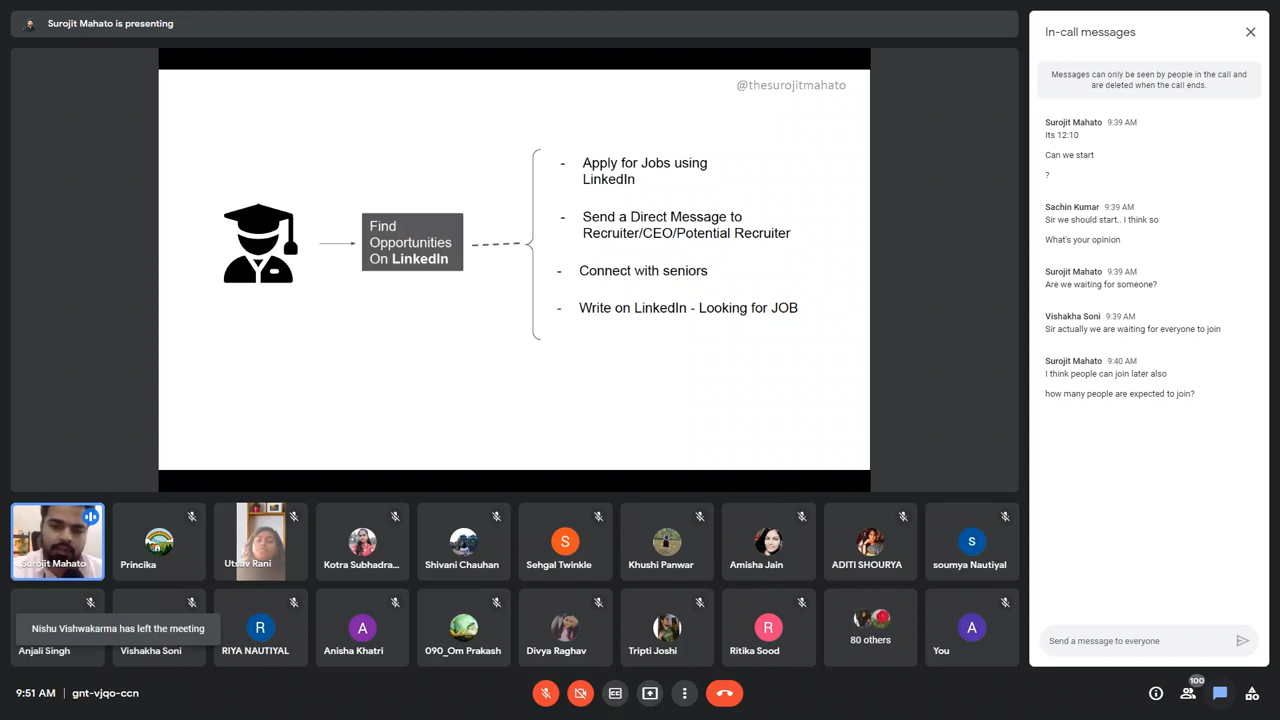 Surojit Mahato is presenting
@thesurojitmahato
Find
Opportunities
On LinkedIn
- Apply for Jobs using
LinkedIn
- Send a Direct Message to
Recruiter/CEO/Potential Recruiter
- Connect with seniors
- Write on LinkedIn - Looking for JOB
In-call messages
Messages can only be seen by people in the call and
are deleted when the call ends.
Surojit Mahato 9:39 AM
Its 12:10
Can we start
?
Sachin Kumar 9:39 AM
Sir we should start.. I think so
What's your opinion
Surojit Mahato 9:39 AM
Are we waiting for someone?
Vishakha Soni 9:39 AM
Sir actually we are waiting for everyone to join
Surojit Mahato 9:40 AM
I think people can join later also
how many people are expected to join?
Send a message to everyone
Surojit Mahato
Princika
Utsav Rani
Kotra Subhadra...
Shivani Chauhan
S
Sehgal Twinkle
Khushi Panwar
Amisha Jain
ADITI SHOURYA
s
soumya Nautiyal
Nishu Vishwakarma has left the meeting
Anjali Singh
Vishakha Soni
R
RIYA NAUTIYAL
A
Anisha Khatri
090_Om Prakash
Divya Raghav
Tripti Joshi
R
Ritika Sood
80 others
A
You
9:51 AM | gnt-vjqo-ccn
100